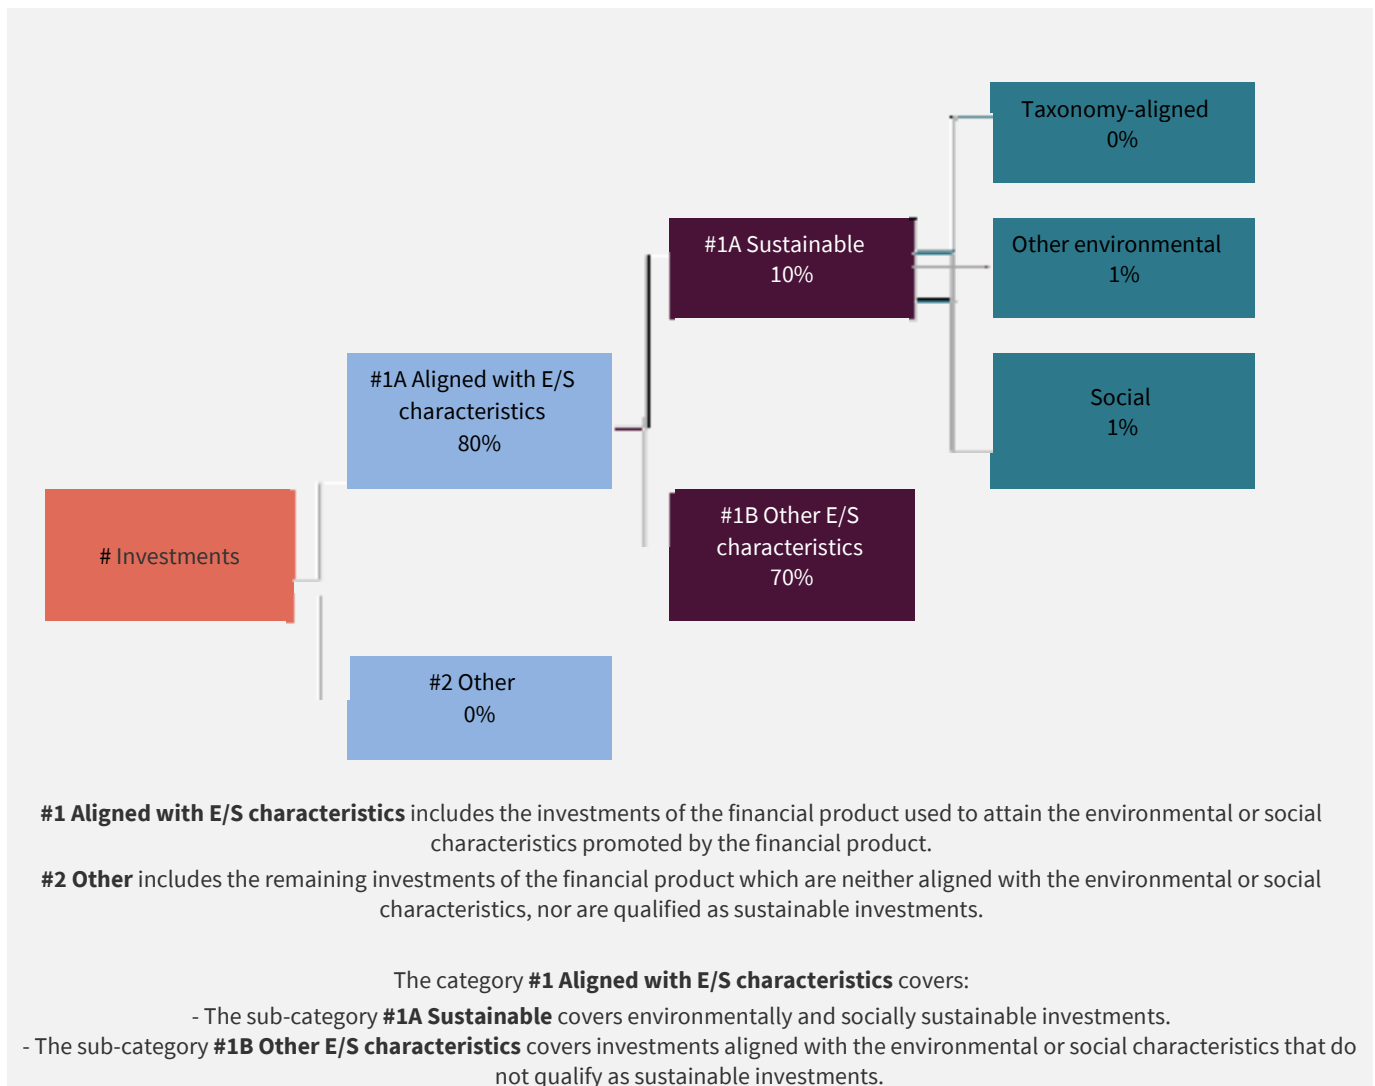 Taxonomy-aligned
0%
#1A Sustainable
10%
Other environmental
1%
#1A Aligned with E/S
characteristics
80%
Social
1%
# Investments
#1B Other E/S
characteristics
70%
#2 Other
0%
#1 Aligned with E/S characteristics includes the investments of the financial product used to attain the environmental or social
characteristics promoted by the financial product.
#2 Other includes the remaining investments of the financial product which are neither aligned with the environmental or social
characteristics, nor are qualified as sustainable investments.
The category #1 Aligned with E/S characteristics covers:
- The sub-category #1A Sustainable covers environmentally and socially sustainable investments.
- The sub-category #1B Other E/S characteristics covers investments aligned with the environmental or social characteristics that do
not qualify as sustainable investments.